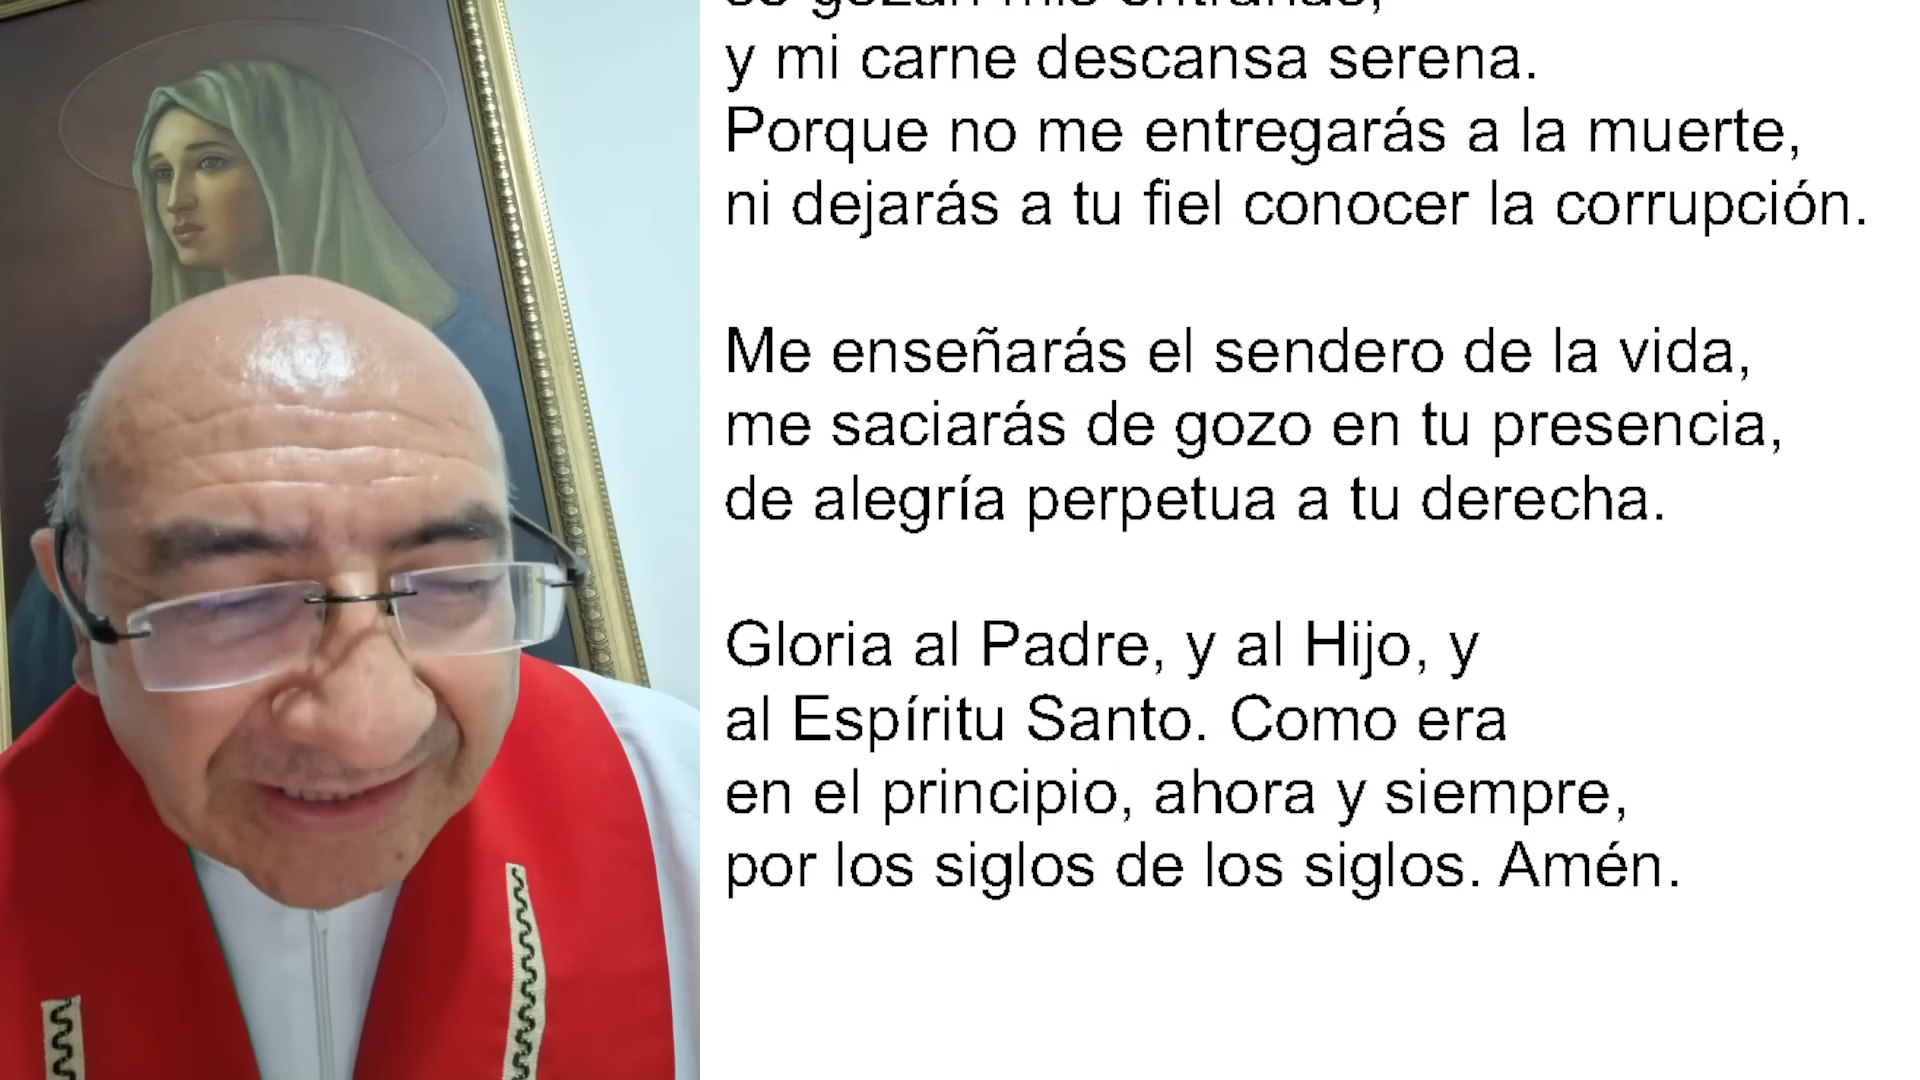 y mi carne descansa serena.
Porque no me entregarás a la muerte,
ni dejarás a tu fiel conocer la corrupción.
Me enseñarás el sendero de la vida,
me saciarás de gozo en tu presencia,
de alegría perpetua a tu derecha.
Gloria al Padre, y al Hijo, y
al Espíritu Santo. Como era
en el principio, ahora y siempre,
por los siglos de los siglos. Amén.